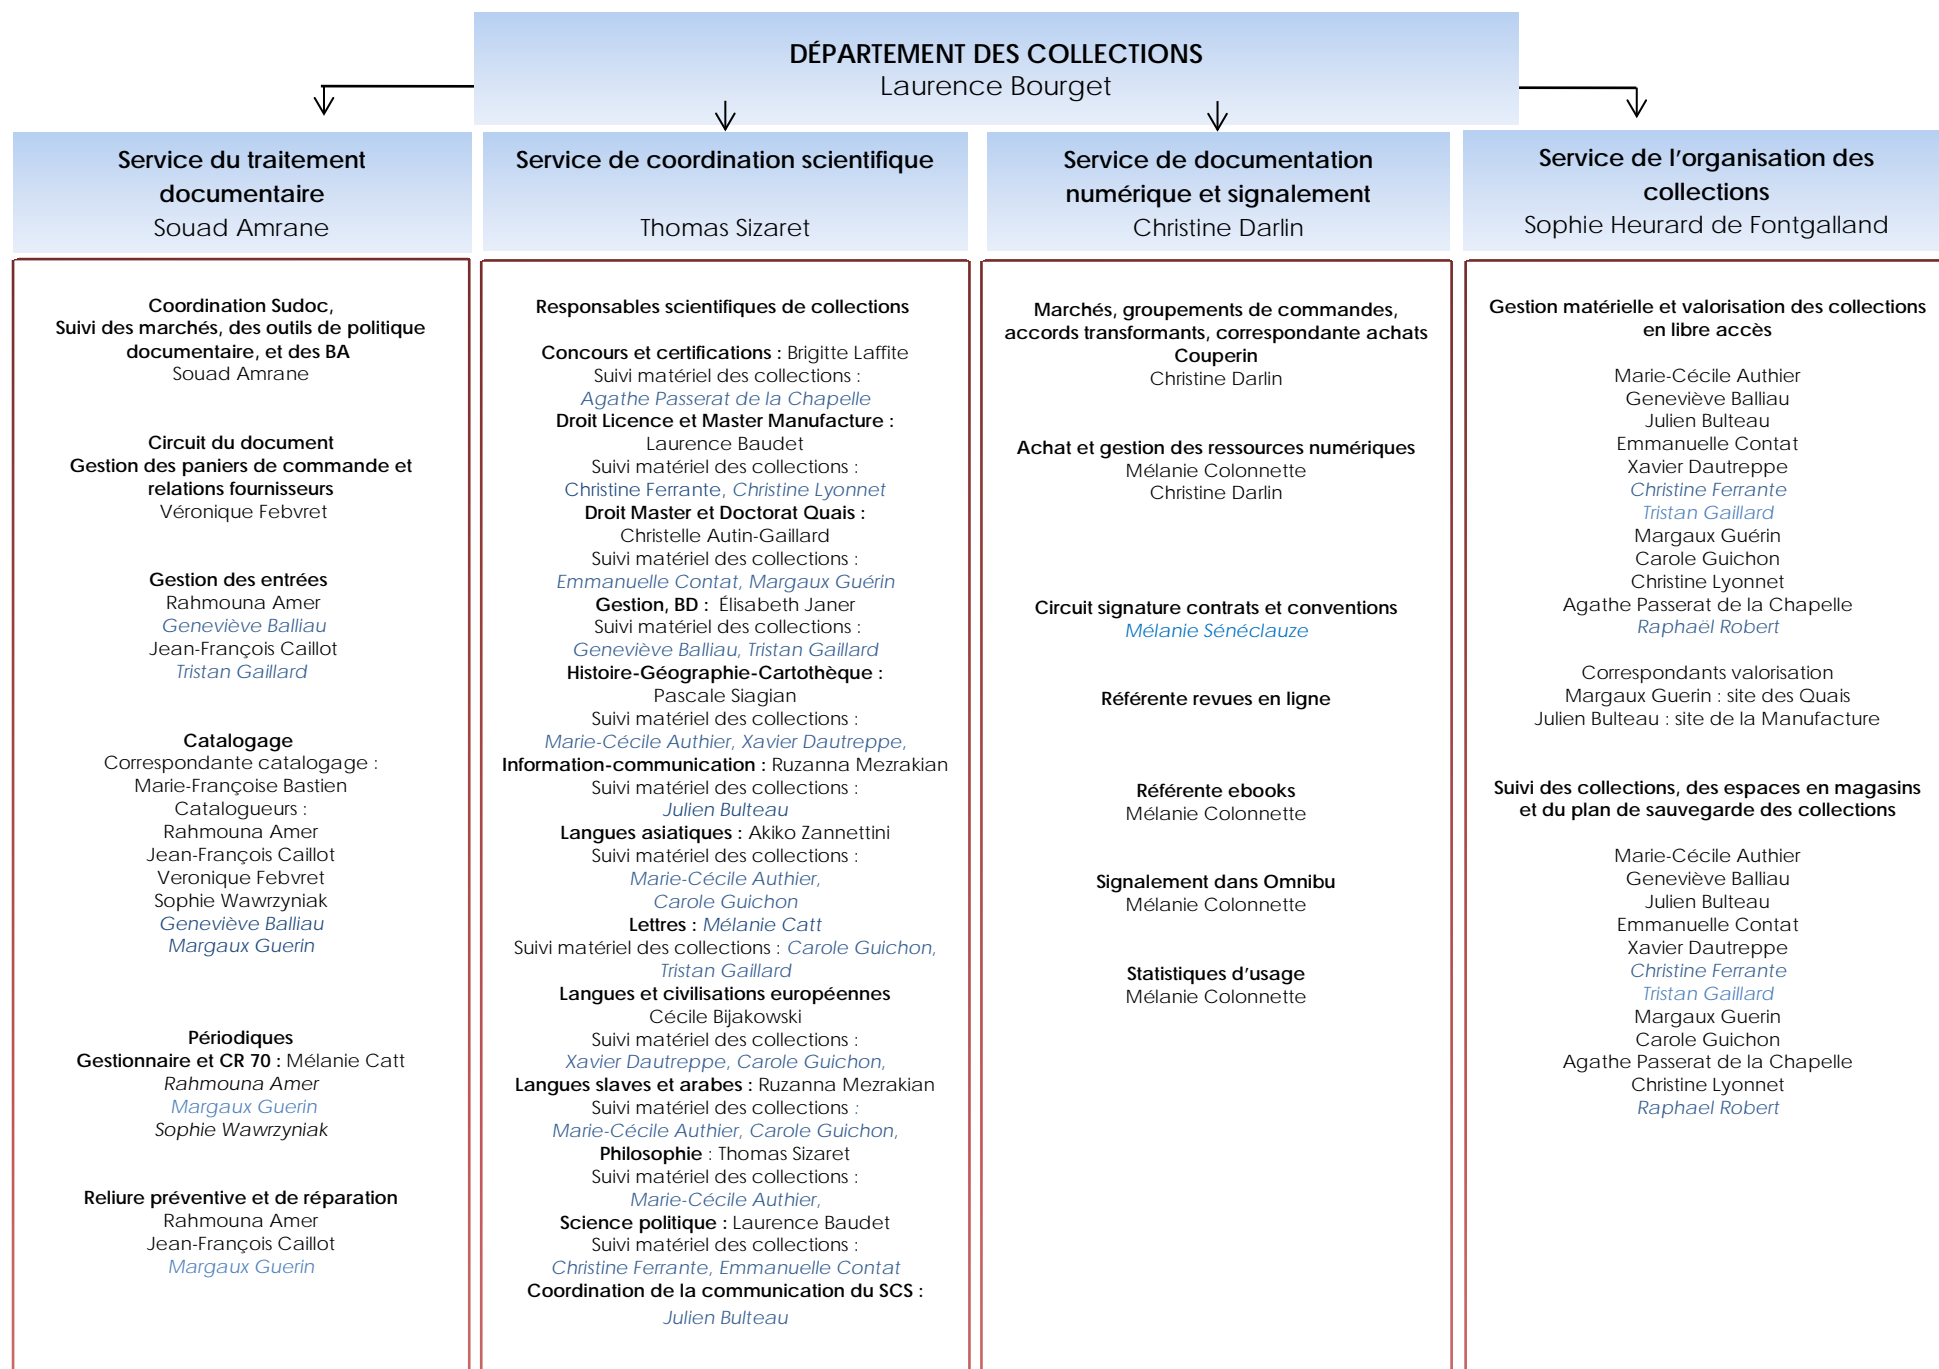 DÉPARTEMENT DES COLLECTIONS
Laurence Bourget
Service du traitement
documentaire
Souad Amrane
Coordination Sudoc,
Suivi des marchés, des outils de politique
documentaire, et des BA
Souad Amrane
Circuit du document
Gestion des paniers de commande et
relations fournisseurs
Véronique Febvret
Gestion des entrées
Rahmouna Amer
Geneviève Balliau
Jean-François Caillot
Tristan Gaillard
Catalogage
Correspondante catalogage :
Marie-Françoise Bastien
Catalogueurs :
Rahmouna Amer
Jean-François Caillot
Veronique Febvret
Sophie Wawrzyniak
Geneviève Balliau
Margaux Guerin
Périodiques
Gestionnaire et CR 70 : Mélanie Catt
Rahmouna Amer
Margaux Guerin
Sophie Wawrzyniak
Reliure préventive et de réparation
Rahmouna Amer
Jean-François Caillot
Margaux Guerin
Service de coordination scientifique
Thomas Sizaret
Responsables scientifiques de collections
Concours et certifications : Brigitte Laffite
Suivi matériel des collections :
Agathe Passerat de la Chapelle
Droit Licence et Master Manufacture :
Laurence Baudet
Suivi matériel des collections :
Christine Ferrante, Christine Lyonnet
Droit Master et Doctorat Quais :
Christelle Autin-Gaillard
Suivi matériel des collections :
Emmanuelle Contat, Margaux Guérin
Gestion, BD : Élisabeth Janer
Suivi matériel des collections :
Geneviève Balliau, Tristan Gaillard
Histoire-Géographie-Cartothèque :
Pascale Siagian
Suivi matériel des collections :
Marie-Cécile Authier, Xavier Dautreppe,
Information-communication : Ruzanna Mezrakian
Suivi matériel des collections :
Julien Bulteau
Langues asiatiques : Akiko Zannettini
Suivi matériel des collections :
Marie-Cécile Authier,
Carole Guichon
Lettres : Mélanie Catt
Suivi matériel des collections : Carole Guichon,
Tristan Gaillard
Langues et civilisations européennes
Cécile Bijakowski
Suivi matériel des collections :
Xavier Dautreppe, Carole Guichon,
Langues slaves et arabes : Ruzanna Mezrakian
Suivi matériel des collections :
Marie-Cécile Authier, Carole Guichon,
Philosophie : Thomas Sizaret
Suivi matériel des collections :
Marie-Cécile Authier,
Science politique : Laurence Baudet
Suivi matériel des collections :
Christine Ferrante, Emmanuelle Contat
Coordination de la communication du SCS :
Julien Bulteau
Service de documentation
numérique et signalement
Christine Darlin
Marchés, groupements de commandes,
accords transformants, correspondante achats
Couperin
Christine Darlin
Achat et gestion des ressources numériques
Mélanie Colonnette
Christine Darlin
Circuit signature contrats et conventions
Mélanie Sénéclauze
Référente revues en ligne
Référente ebooks
Mélanie Colonnette
Signalement dans Omnibu
Mélanie Colonnette
Statistiques d'usage
Mélanie Colonnette
Service de l'organisation des
collections
Sophie Heurard de Fontgalland
Gestion matérielle et valorisation des collections
en libre accès
Marie-Cécile Authier
Geneviève Balliau
Julien Bulteau
Emmanuelle Contat
Xavier Dautreppe
Christine Ferrante
Tristan Gaillard
Margaux Guérin
Carole Guichon
Christine Lyonnet
Agathe Passerat de la Chapelle
Raphaël Robert
Correspondants valorisation
Margaux Guerin : site des Quais
Julien Bulteau : site de la Manufacture
Suivi des collections, des espaces en magasins
et du plan de sauvegarde des collections
Marie-Cécile Authier
Geneviève Balliau
Julien Bulteau
Emmanuelle Contat
Xavier Dautreppe
Christine Ferrante
Tristan Gaillard
Margaux Guerin
Carole Guichon
Agathe Passerat de la Chapelle
Christine Lyonnet
Raphael Robert